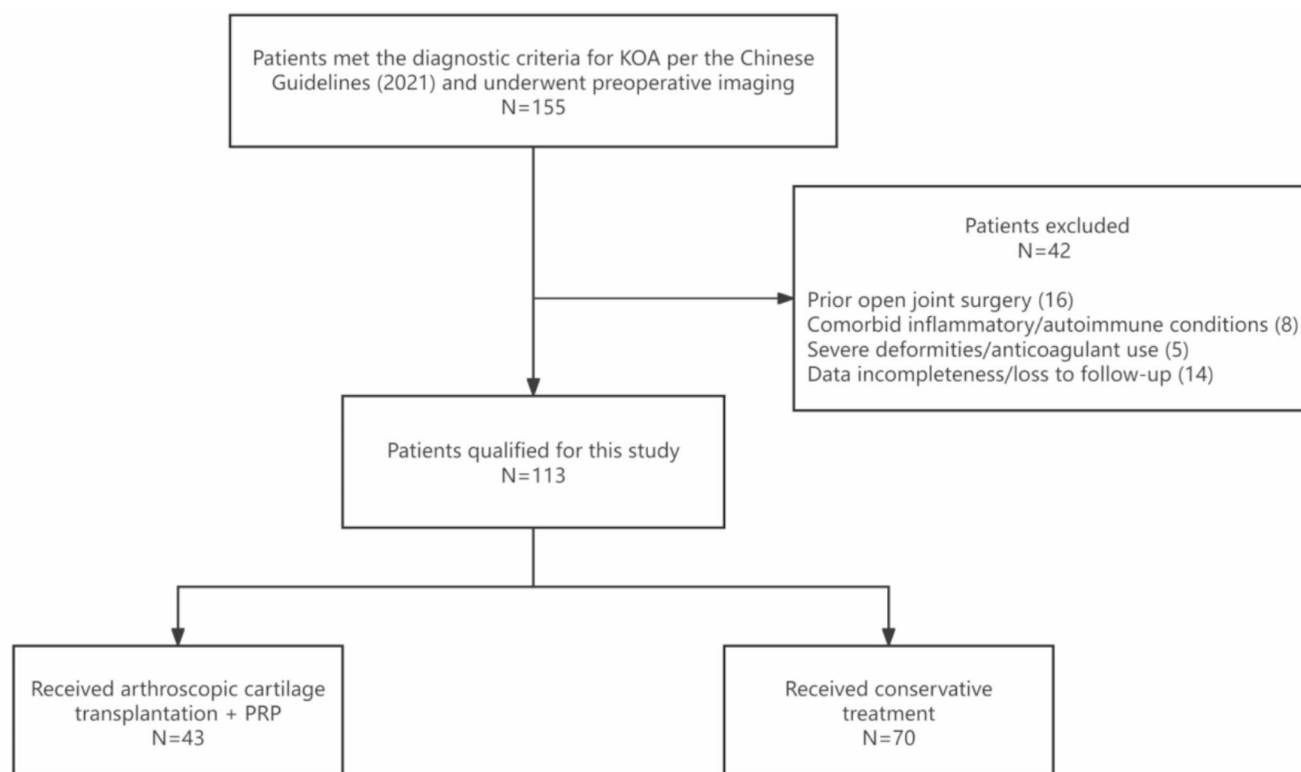 Patients met the diagnostic criteria for KOA per the Chinese
Guidelines (2021) and underwent preoperative imaging
N=155
Patients excluded
N=42
Prior open joint surgery (16)
Comorbid inflammatory/autoimmune conditions (8)
Severe deformities/anticoagulant use (5)
Data incompleteness/loss to follow-up (14)
Patients qualified for this study
N=113
Received arthroscopic cartilage
transplantation + PRP
N=43
Received conservative
treatment
N=70